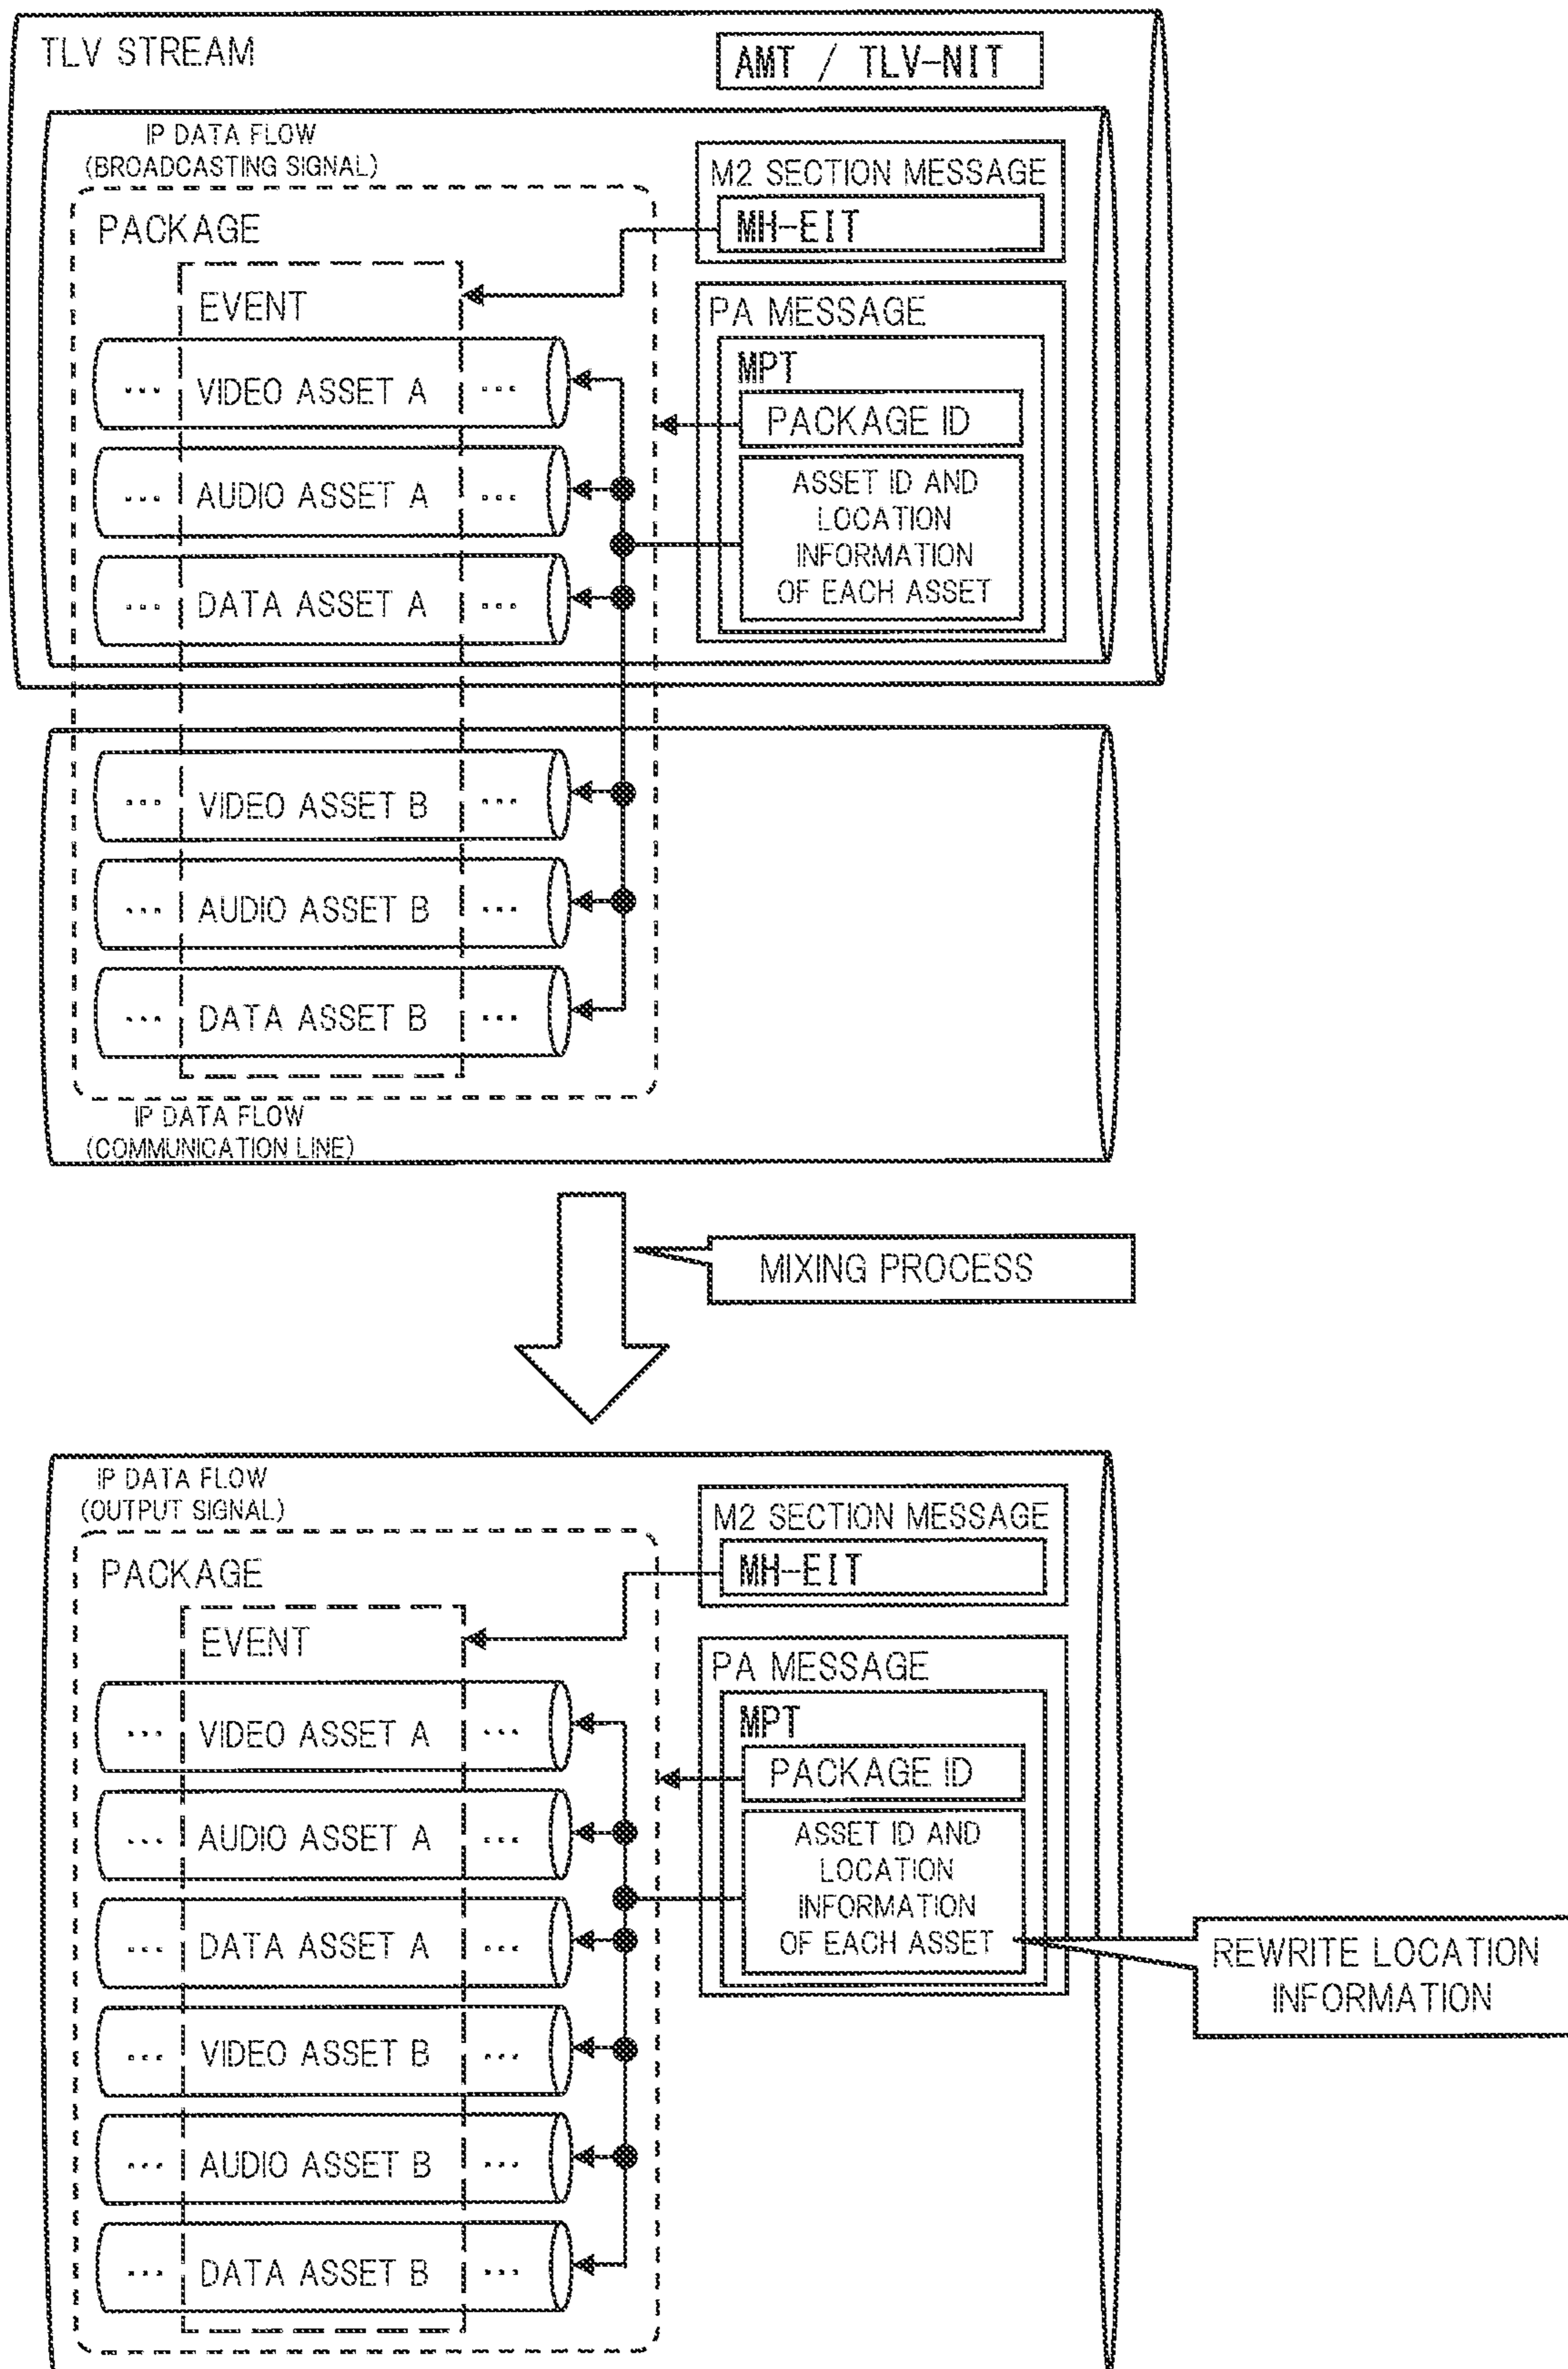 TLV STREAM
AMT / TLV-NIT
IP DATA FLOW
(BROADCASTING SIGNAL)
M2 SECTION MESSAGE
MH-EIT
PACKAGE
EVENT
PA MESSAGE
MPT
PACKAGE ID
ASSET ID AND
LOCATION
INFORMATION
OF EACH ASSET
... VIDEO ASSET A ...
... AUDIO ASSET A ...
... DATA ASSET A ...
... VIDEO ASSET B ...
... AUDIO ASSET B ...
... DATA ASSET B ...
IP DATA FLOW
(COMMUNICATION LINE)
MIXING PROCESS
IP DATA FLOW
(OUTPUT SIGNAL)
M2 SECTION MESSAGE
MH-EIT
PACKAGE
EVENT
PA MESSAGE
MPT
PACKAGE ID
ASSET ID AND
LOCATION
INFORMATION
OF EACH ASSET
REWRITE LOCATION
INFORMATION
... VIDEO ASSET A ...
... AUDIO ASSET A ...
... DATA ASSET A ...
... VIDEO ASSET B ...
... AUDIO ASSET B ...
... DATA ASSET B ...